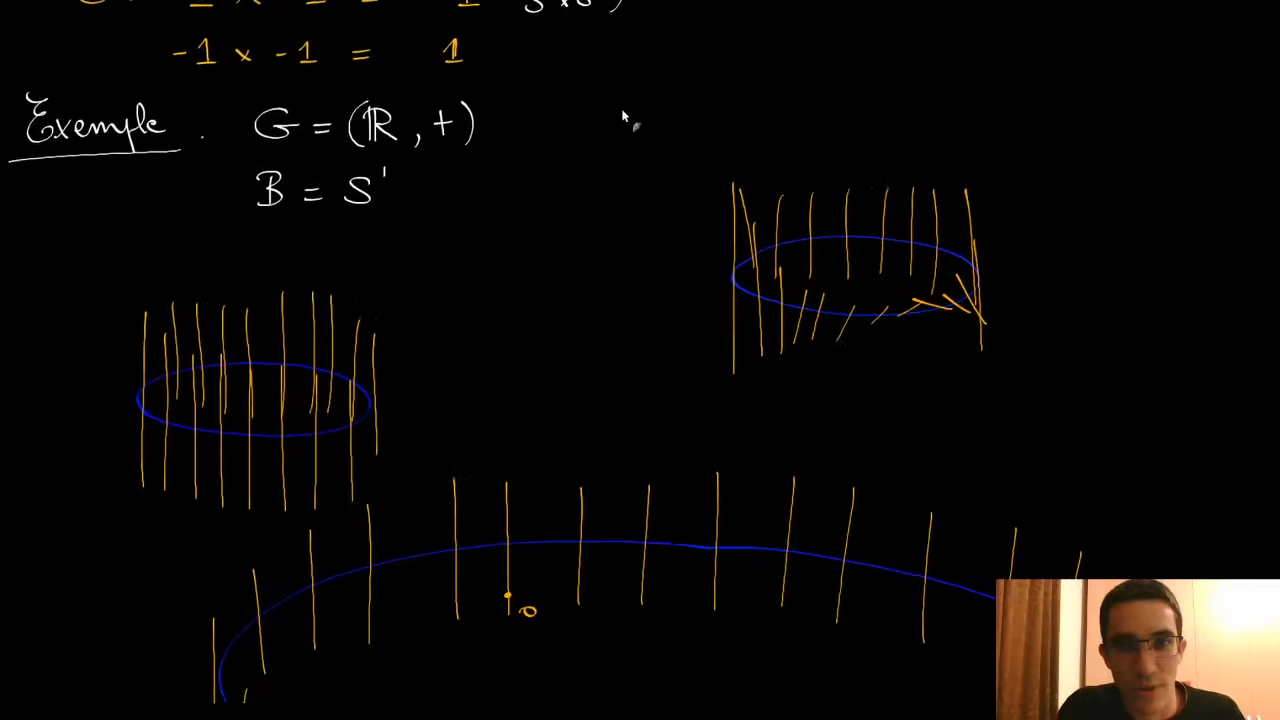 -1 × -1 = 1
Exemple . G = (ℝ, +)
B = S¹
0